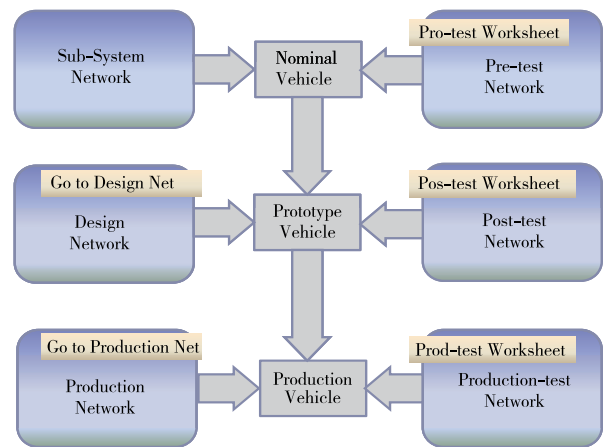 Sub-System
Network
Nominal
Vehicle
Pro-test Worksheet
Pre-test
Network
Go to Design Net
Design
Network
Prototype
Vehicle
Pos-test Worksheet
Post-test
Network
Go to Production Net
Production
Network
Production
Vehicle
Prod-test Worksheet
Production-test
Network